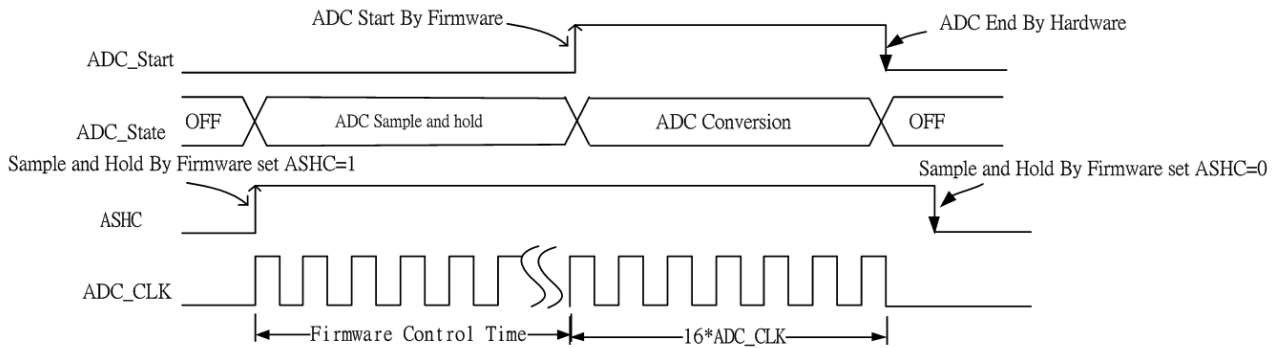 ADC Start By Firmware
ADC End By Hardware
ADC_Start
ADC_State
OFF
ADC Sample and hold
ADC Conversion
OFF
Sample and Hold By Firmware set ASHC=1
Sample and Hold By Firmware set ASHC=0
ASHC
ADC_CLK
Firmware Control Time
16*ADC_CLK